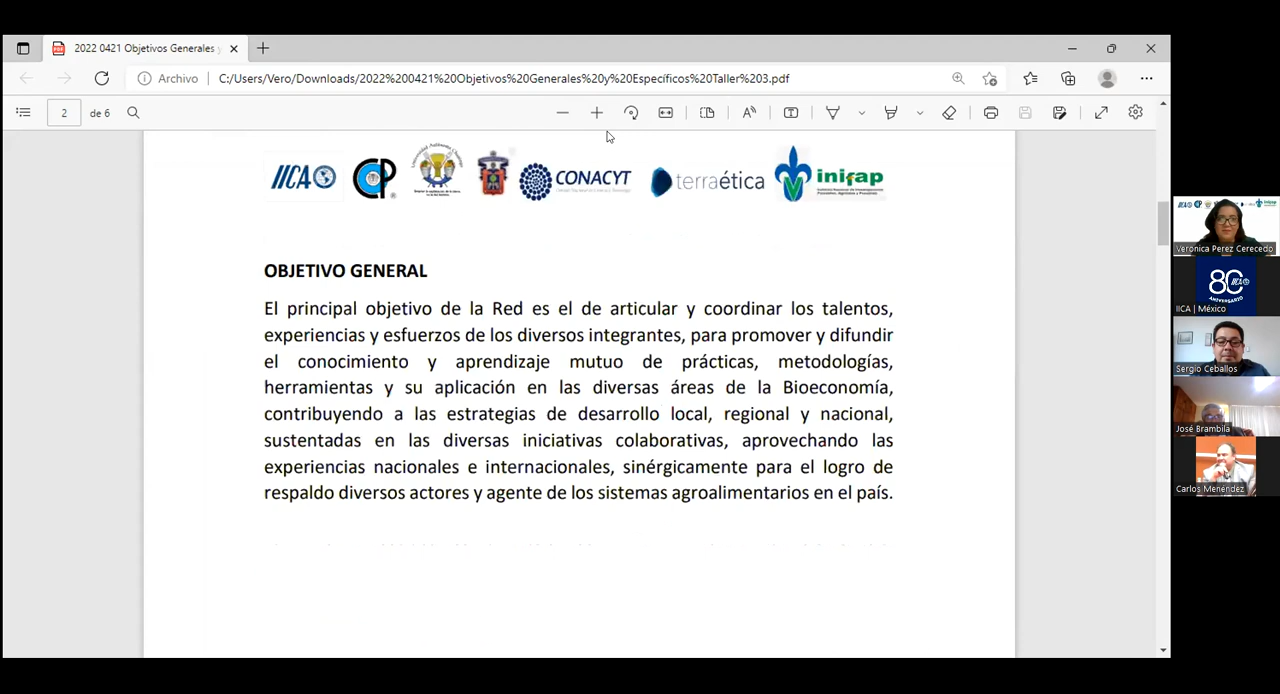 2022 0421 Objetivos Generales y
Archivo
C:/Users/Vero/Downloads/2022%200421%20Objetivos%20Generales%20y%20Específicos%20Taller%203.pdf
2 de 6
IICA
CP
CONACYT
terraética
inifap
OBJETIVO GENERAL
El principal objetivo de la Red es el de articular y coordinar los talentos,
experiencias y esfuerzos de los diversos integrantes, para promover y difundir
el conocimiento y aprendizaje mutuo de prácticas, metodologías,
herramientas y su aplicación en las diversas áreas de la Bioeconomía,
contribuyendo a las estrategias de desarrollo local, regional y nacional,
sustentadas en las diversas iniciativas colaborativas, aprovechando las
experiencias nacionales e internacionales, sinérgicamente para el logro de
respaldo diversos actores y agente de los sistemas agroalimentarios en el país.
Verónica Perez Cerecedo
80 IICA
ANIVERSARIO
IICA | México
Sergio Ceballos
José Brambila
Carlos Menéndez